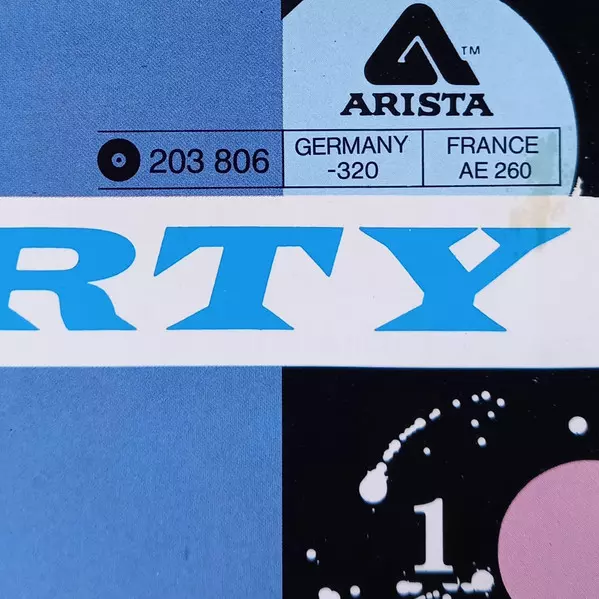 TM
ARISTA
203 806
GERMANY
-320
FRANCE
AE 260
RTY
1